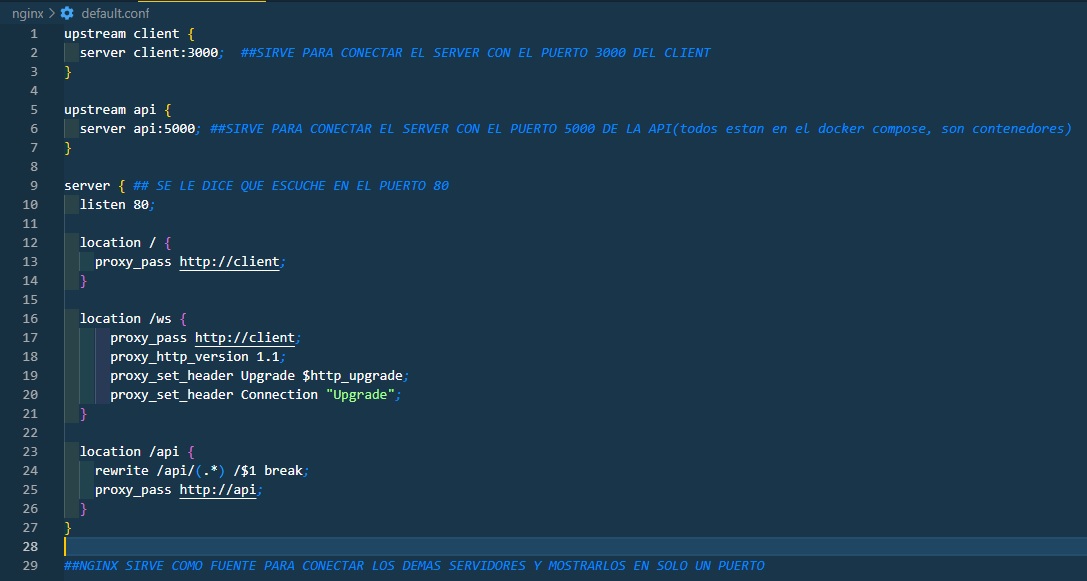 nginx > default.conf
1 upstream client {
2 server client:3000; ##SIRVE PARA CONECTAR EL SERVER CON EL PUERTO 3000 DEL CLIENT
3 }
4
5 upstream api {
6 server api:5000; ##SIRVE PARA CONECTAR EL SERVER CON EL PUERTO 5000 DE LA API(todos estan en el docker compose, son contenedores)
7 }
8
9 server { ## SE LE DICE QUE ESCUCHE EN EL PUERTO 80
10 listen 80;
11
12 location / {
13 proxy_pass http://client;
14 }
15
16 location /ws {
17 proxy_pass http://client;
18 proxy_http_version 1.1;
19 proxy_set_header Upgrade $http_upgrade;
20 proxy_set_header Connection "Upgrade";
21 }
22
23 location /api {
24 rewrite /api/(.*) /$1 break;
25 proxy_pass http://api;
26 }
27 }
28
29 ##NGINX SIRVE COMO FUENTE PARA CONECTAR LOS DEMAS SERVIDORES Y MOSTRARLOS EN SOLO UN PUERTO